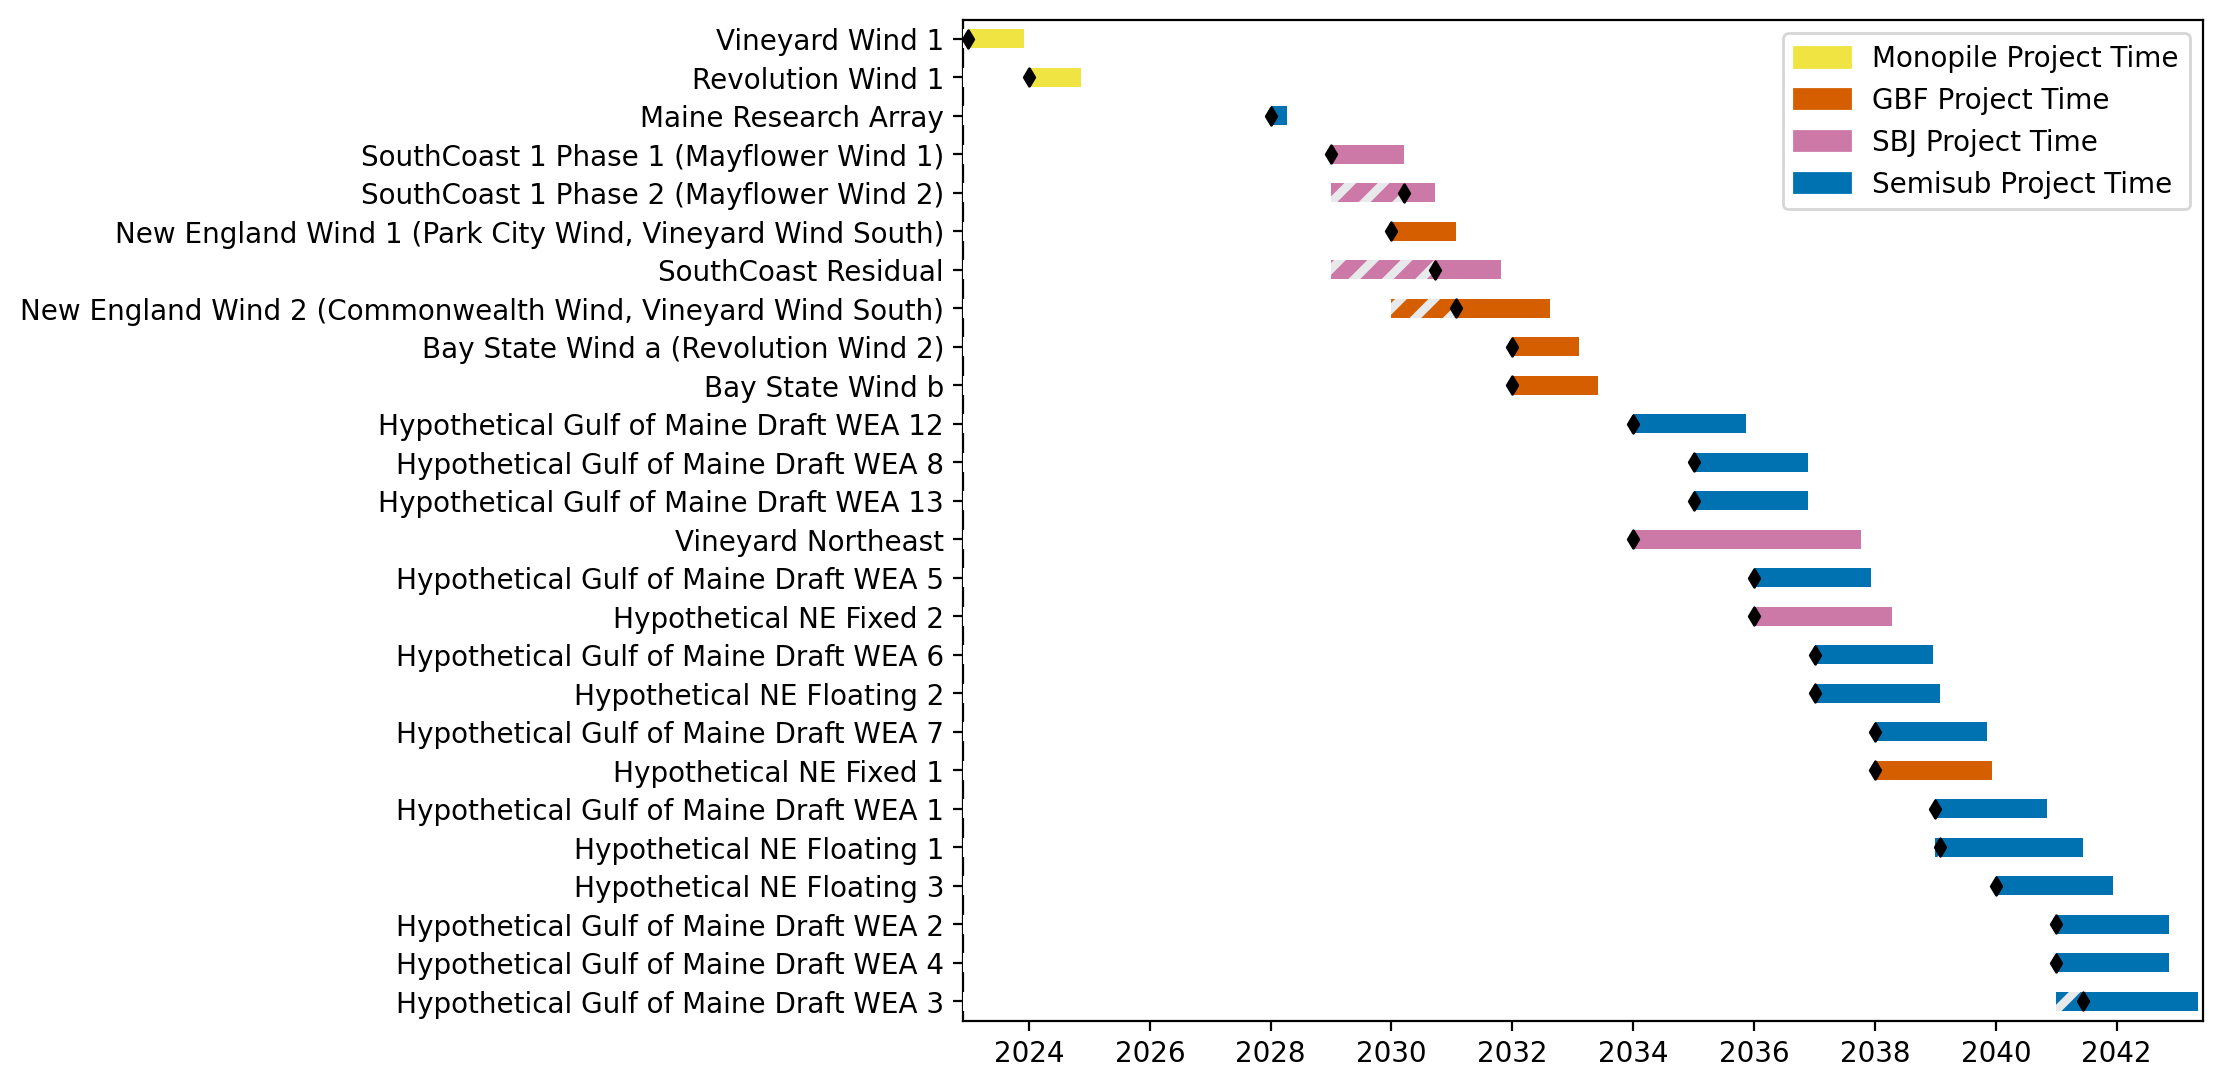 Vineyard Wind 1
Revolution Wind 1
Maine Research Array
SouthCoast 1 Phase 1 (Mayflower Wind 1)
SouthCoast 1 Phase 2 (Mayflower Wind 2)
New England Wind 1 (Park City Wind, Vineyard Wind South)
SouthCoast Residual
New England Wind 2 (Commonwealth Wind, Vineyard Wind South)
Bay State Wind a (Revolution Wind 2)
Bay State Wind b
Hypothetical Gulf of Maine Draft WEA 12
Hypothetical Gulf of Maine Draft WEA 8
Hypothetical Gulf of Maine Draft WEA 13
Vineyard Northeast
Hypothetical Gulf of Maine Draft WEA 5
Hypothetical NE Fixed 2
Hypothetical Gulf of Maine Draft WEA 6
Hypothetical NE Floating 2
Hypothetical Gulf of Maine Draft WEA 7
Hypothetical NE Fixed 1
Hypothetical Gulf of Maine Draft WEA 1
Hypothetical NE Floating 1
Hypothetical NE Floating 3
Hypothetical Gulf of Maine Draft WEA 2
Hypothetical Gulf of Maine Draft WEA 4
Hypothetical Gulf of Maine Draft WEA 3
Monopile Project Time
GBF Project Time
SBJ Project Time
Semisub Project Time
2024 2026 2028 2030 2032 2034 2036 2038 2040 2042